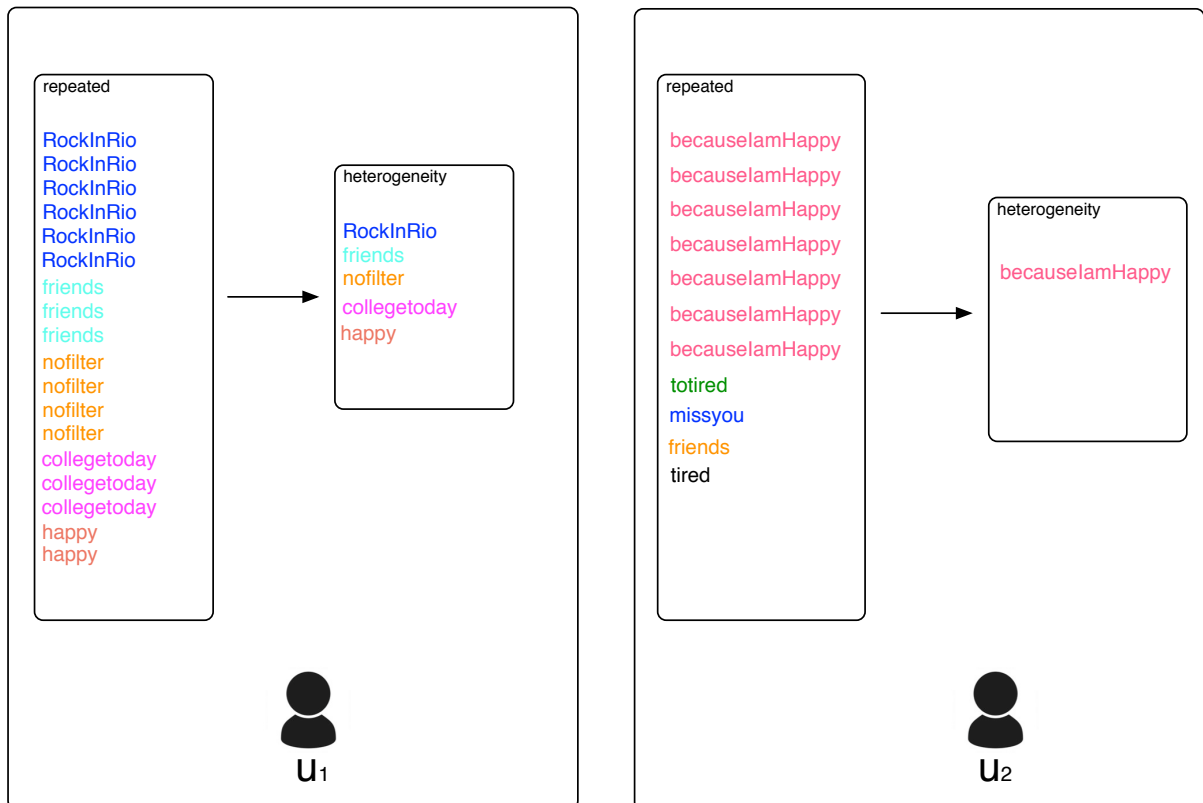 repeated
RockInRio
RockInRio
RockInRio
RockInRio
RockInRio
RockInRio
friends
friends
friends
nofilter
nofilter
nofilter
nofilter
collegetoday
collegetoday
collegetoday
happy
happy
heterogeneity
RockInRio
friends
nofilter
collegetoday
happy
u1
repeated
becauseIamHappy
becauseIamHappy
becauseIamHappy
becauseIamHappy
becauseIamHappy
becauseIamHappy
becauseIamHappy
totired
missyou
friends
tired
heterogeneity
becauseIamHappy
u2